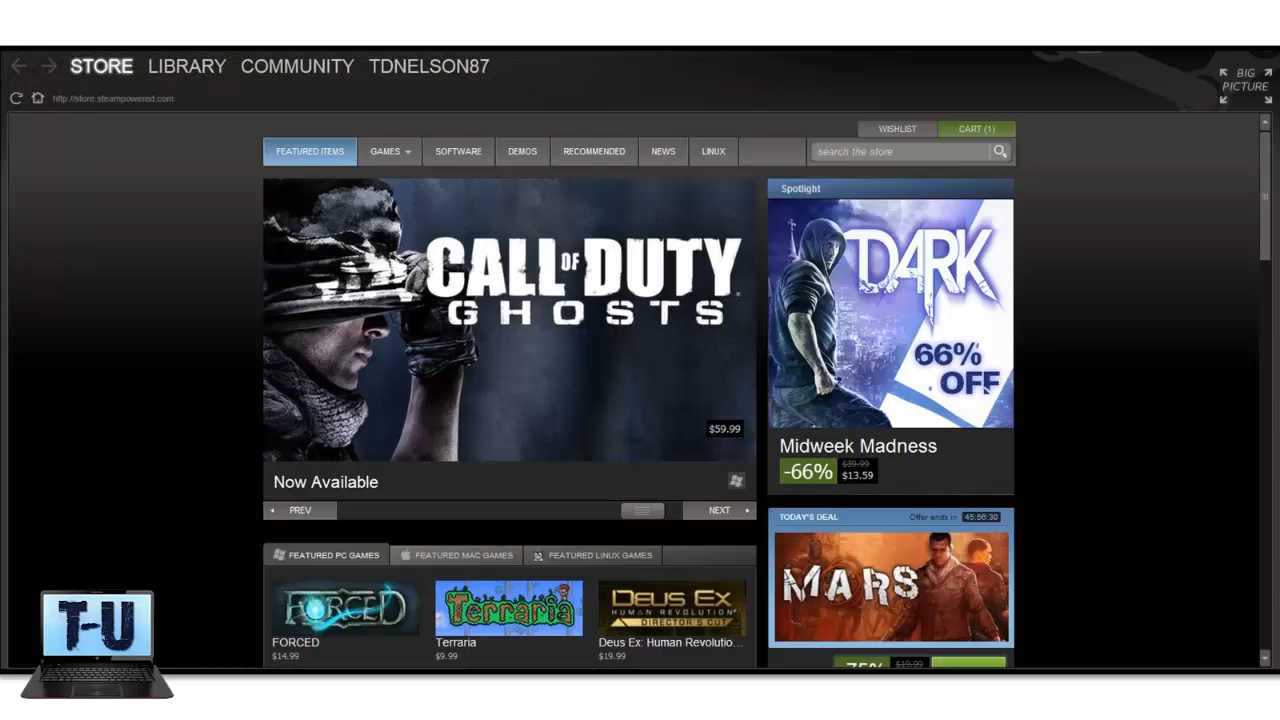 STORE LIBRARY COMMUNITY TDNELSON87
BIG
PICTURE
http://store.steampowered.com
WISHLIST CART (1)
FEATURED ITEMS GAMES SOFTWARE DEMOS RECOMMENDED NEWS LINUX search the store
Spotlight
CALL OF DUTY
GHOSTS
$59.99
Now Available
PREV NEXT
DARK
66%
OFF
Midweek Madness
-66% $39.99
$13.59
TODAY'S DEAL Offer ends in 45:56:30
MARS
75% $19.99
FEATURED PC GAMES FEATURED MAC GAMES FEATURED LINUX GAMES
FORCED Terraria DEUS EX
HUMAN REVOLUTION
DIRECTOR'S CUT
FORCED Terraria Deus Ex: Human Revolutio...
$14.99 $9.99 $19.99
T-U